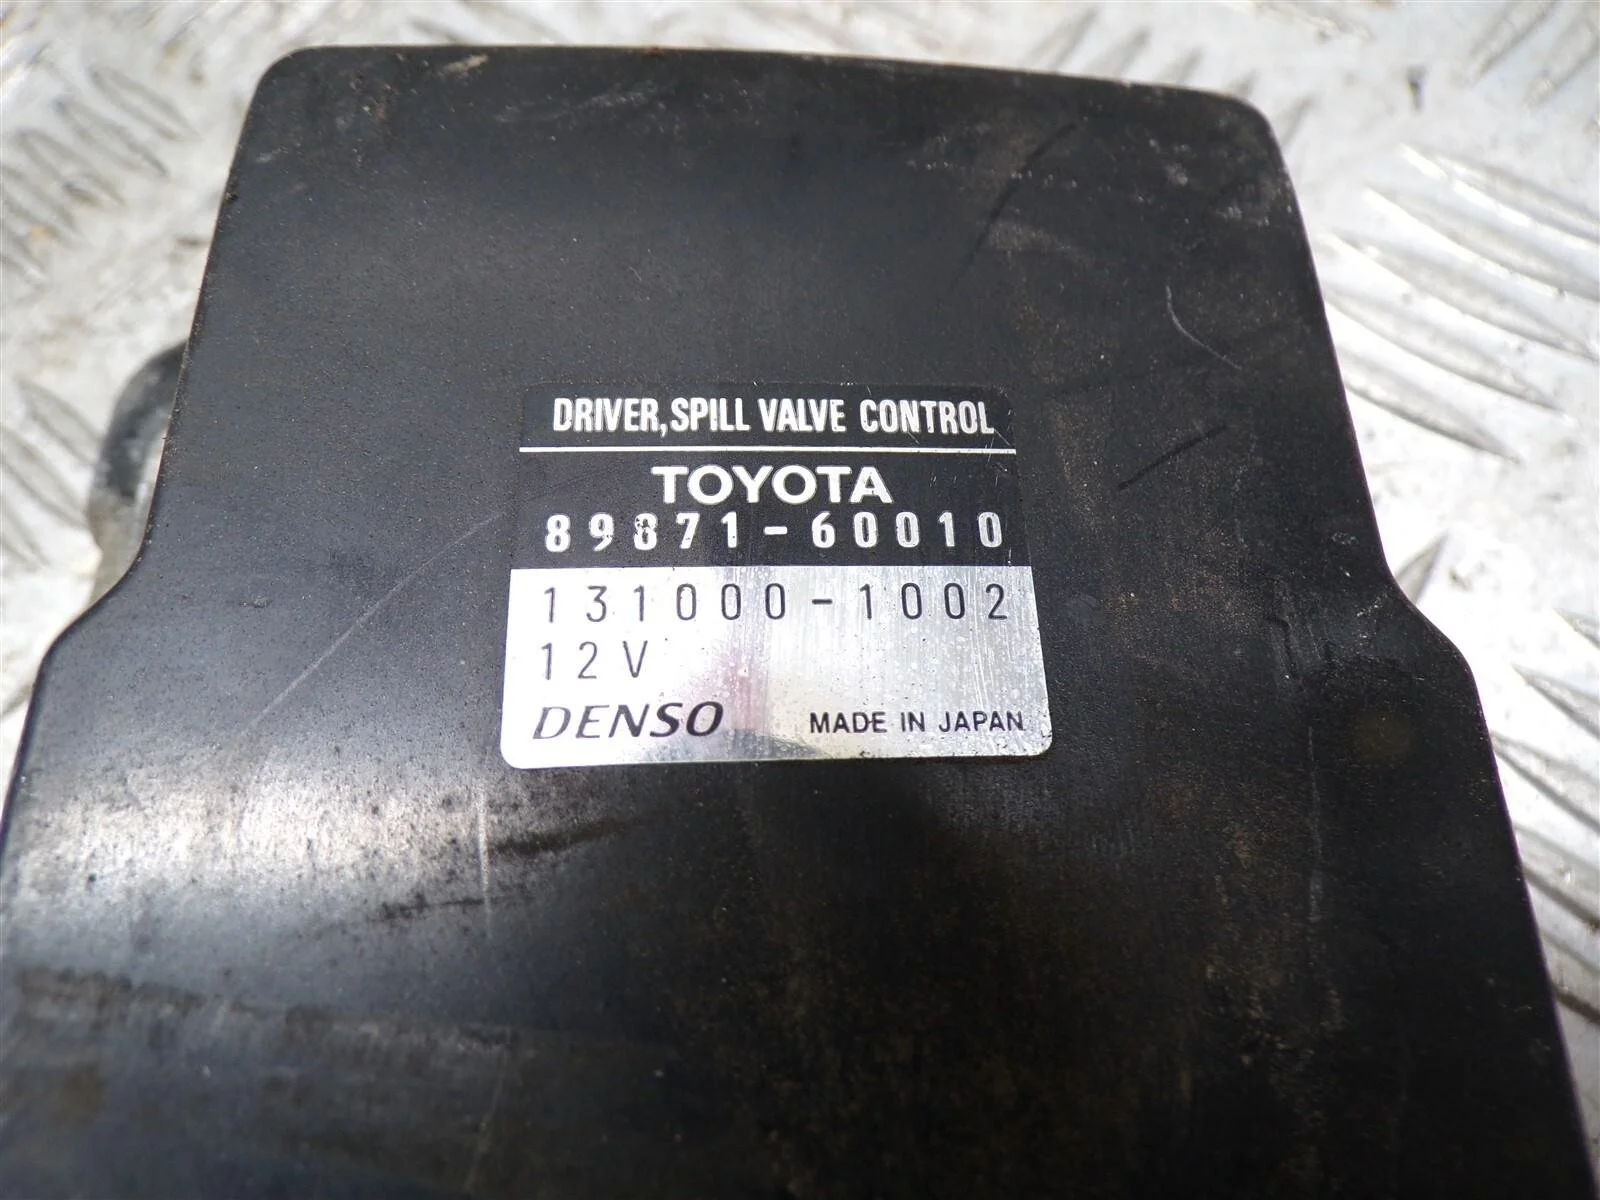 DRIVER, SPILL VALVE CONTROL
TOYOTA
89871-60010
131000-1002
12V
DENSO MADE IN JAPAN